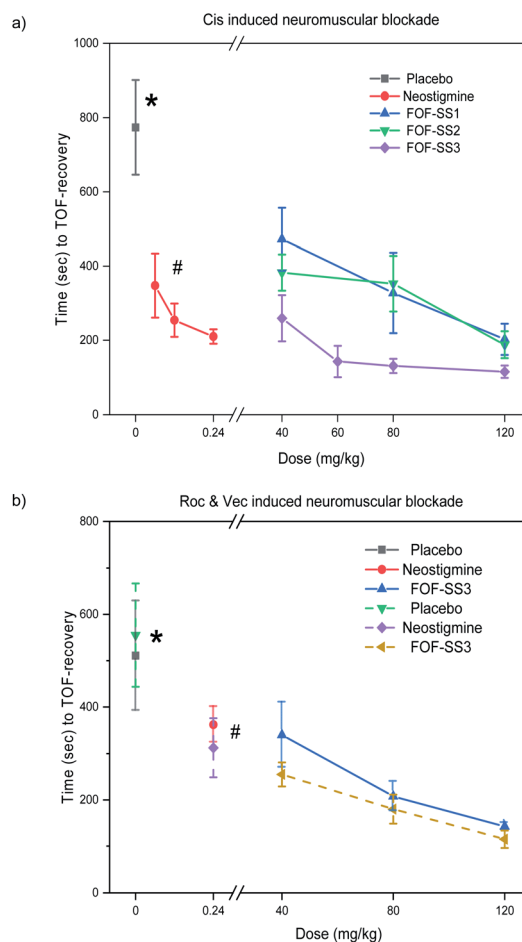 a)
Cis induced neuromuscular blockade
1000
800
600
400
200
0
Time (sec) to TOF-recovery
*
#
Placebo
Neostigmine
FOF-SS1
FOF-SS2
FOF-SS3
0
0.24
40
60
80
120
Dose (mg/kg)
b)
Roc & Vec induced neuromuscular blockade
800
600
400
200
0
Time (sec) to TOF-recovery
*
#
Placebo
Neostigmine
FOF-SS3
Placebo
Neostigmine
FOF-SS3
0
0.24
40
80
120
Dose (mg/kg)